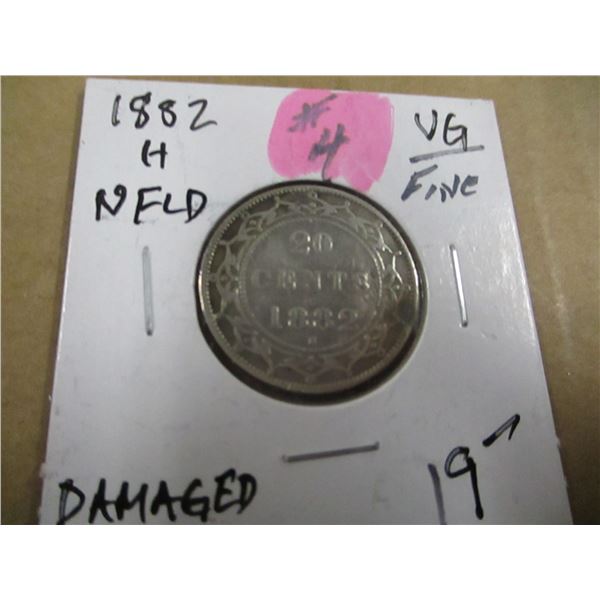 1882
H
NFLD
#4
VG
FINE
20
CENTS
1882
H
DAMAGED
19